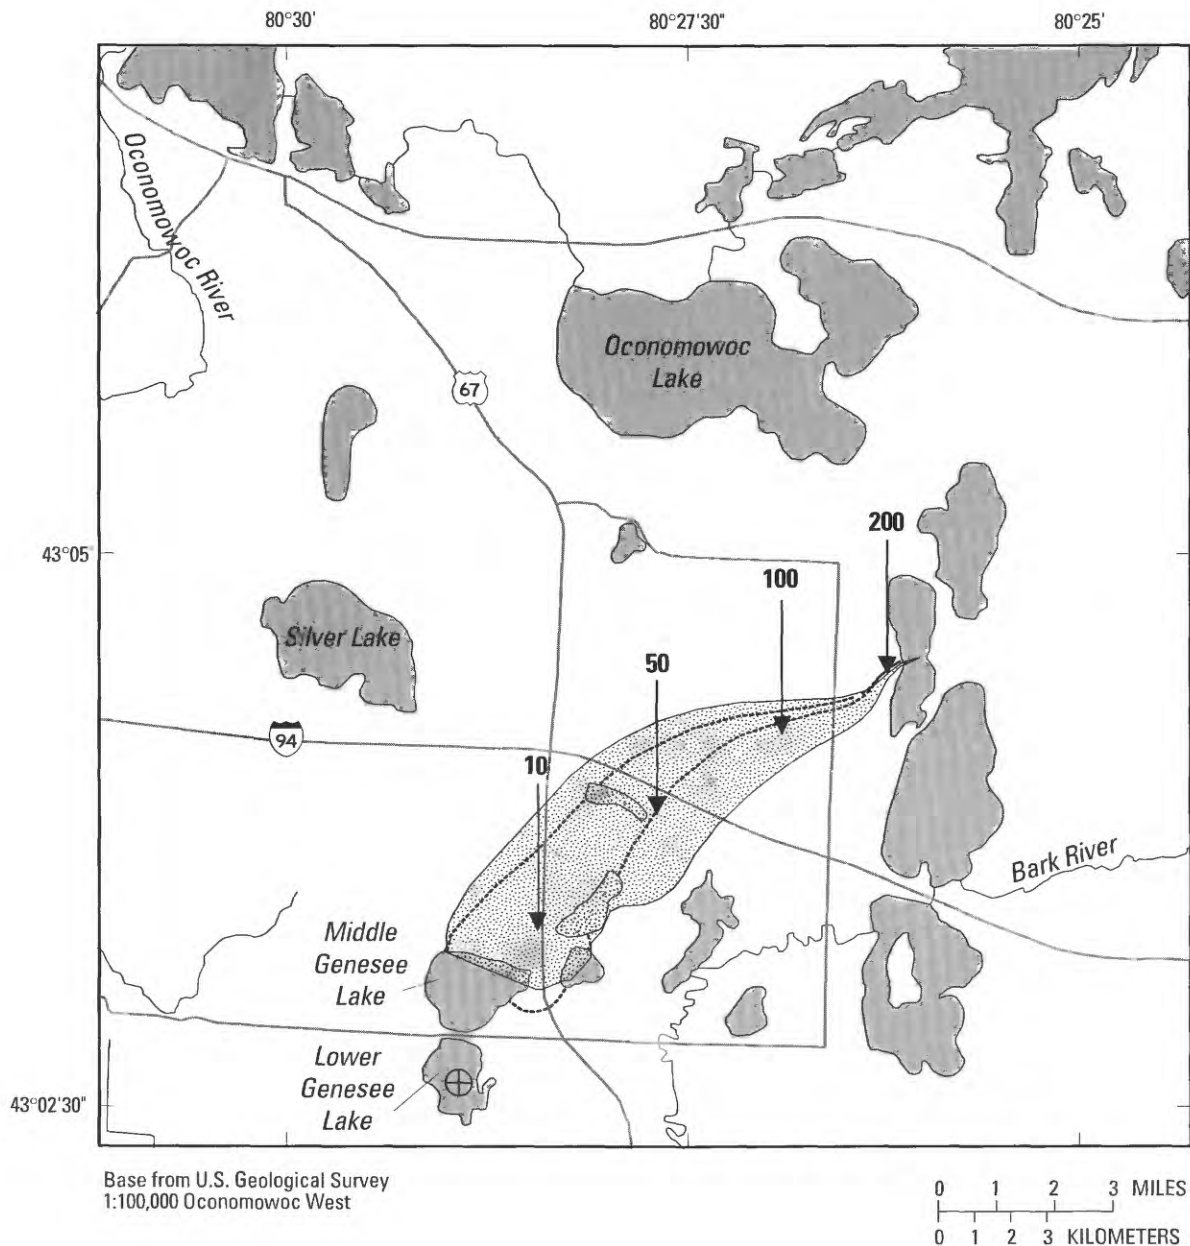 80°30'
80°27'30"
80°25'
Oconomowoc River
67
Oconomowoc
Lake
200
43°05'
100
Silver Lake
50
94
10
Bark River
Middle
Genesee
Lake
Lower
Genesee
Lake
43°02'30"
Base from U.S. Geological Survey
1:100,000 Oconomowoc West
0 1 2 3 MILES
0 1 2 3 KILOMETERS